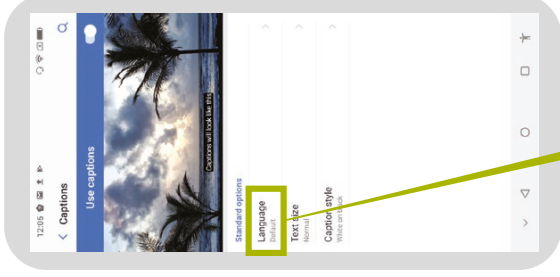 12:05
Captions
Use captions
Captions will look like this
Standard options
Language
Default
Text size
Normal
Caption style
White on black